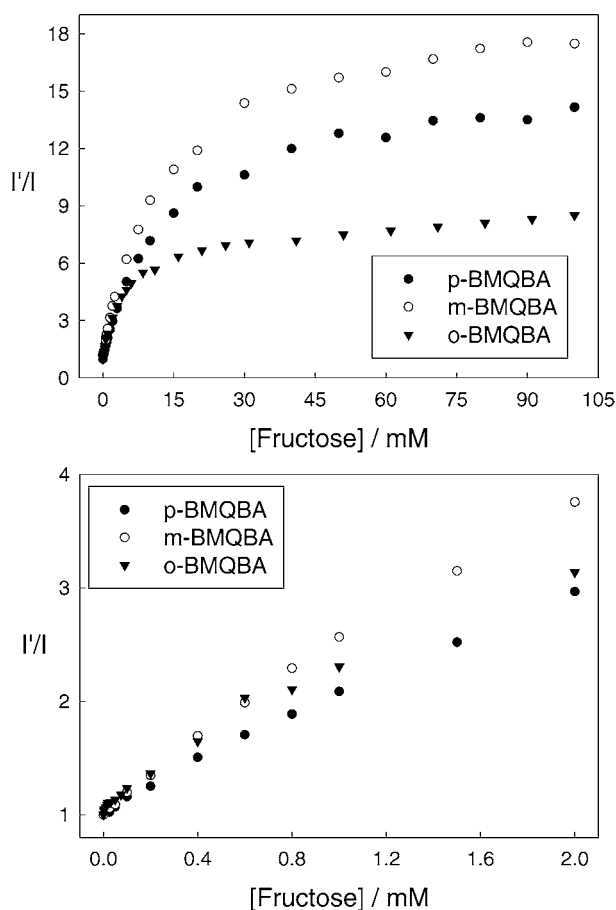 18
15
12
I'/I
9
6
3
0
p-BMQBA
m-BMQBA
o-BMQBA
0 15 30 45 60 75 90 105
[Fructose] / mM
4
p-BMQBA
m-BMQBA
o-BMQBA
3
I'/I
2
1
0.0 0.4 0.8 1.2 1.6 2.0
[Fructose] / mM